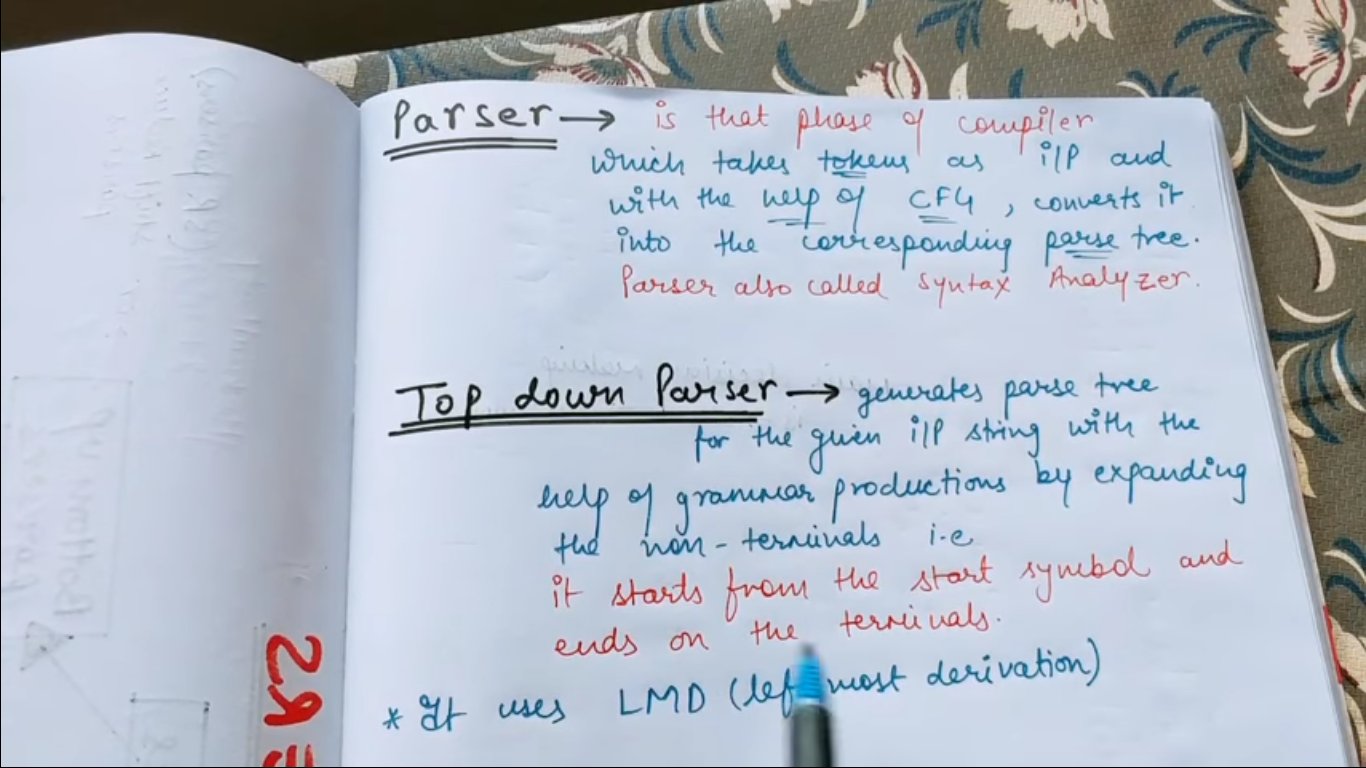 Parser → is that phase of compiler
which takes tokens as i/p and
with the help of CFG, converts it
into the corresponding parse tree.
Parser also called Syntax Analyzer.
Top down Parser → generates parse tree
for the given i/p string with the
help of grammar productions by expanding
the non-terminals i.e
it starts from the start symbol and
ends on the terminals.
* It uses LMD (left most derivation)